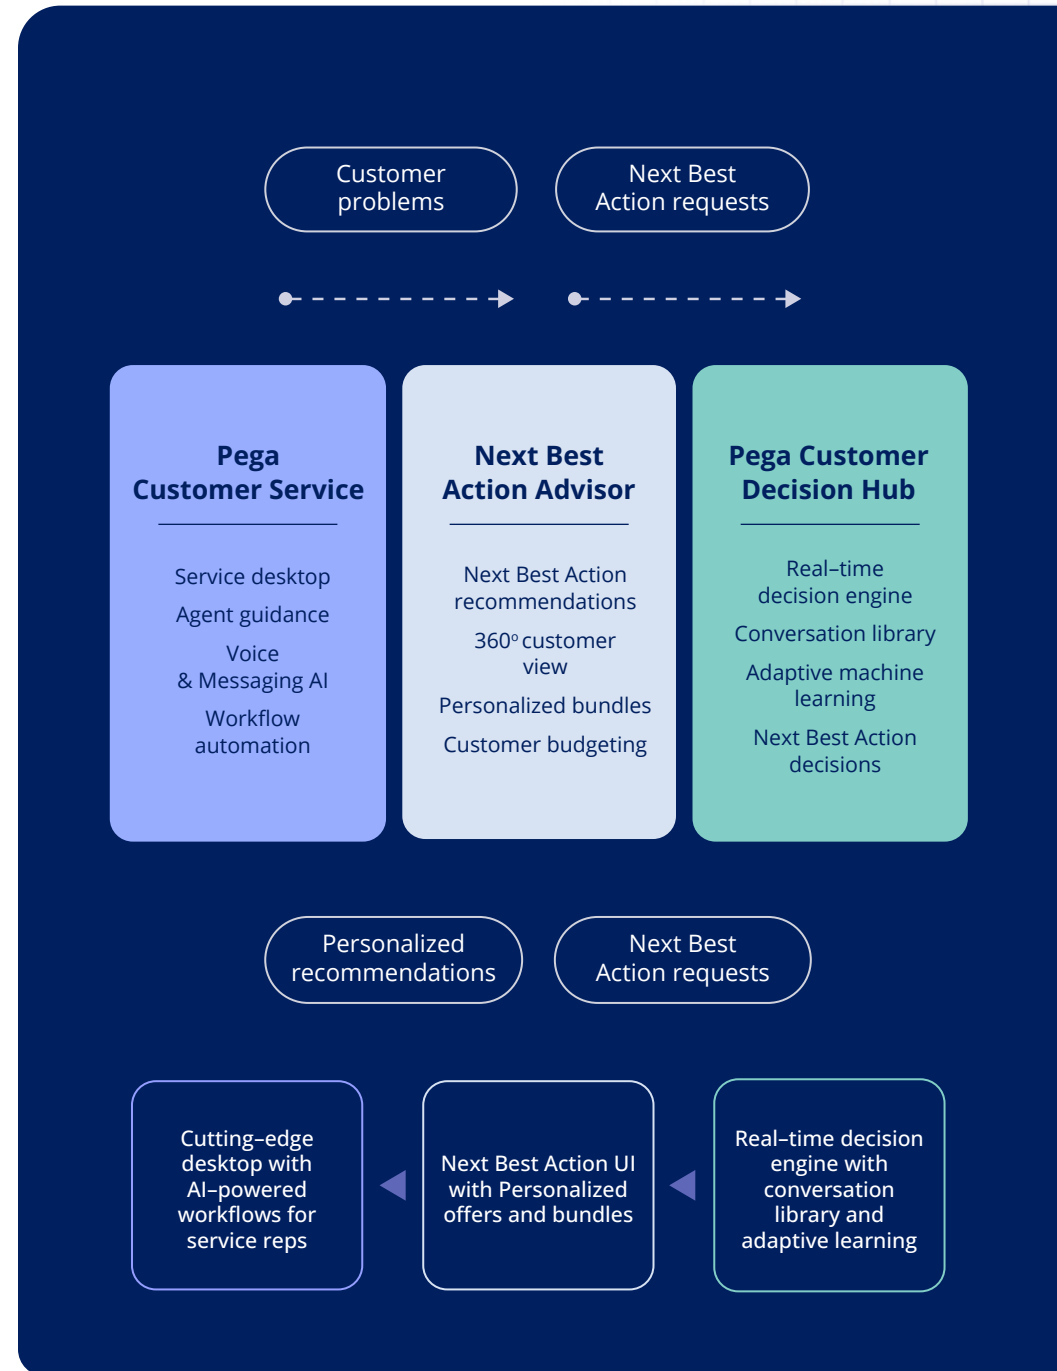 Customer
problems
Next Best
Action requests
Pega
Customer Service
Service desktop
Agent guidance
Voice
& Messaging AI
Workflow
automation
Next Best
Action Advisor
Next Best Action
recommendations
360º customer
view
Personalized bundles
Customer budgeting
Pega Customer
Decision Hub
Real–time
decision engine
Conversation library
Adaptive machine
learning
Next Best Action
decisions
Personalized
recommendations
Next Best
Action requests
Cutting–edge
desktop with
AI–powered
workflows for
service reps
Next Best Action UI
with Personalized
offers and bundles
Real–time decision
engine with
conversation
library and
adaptive learning